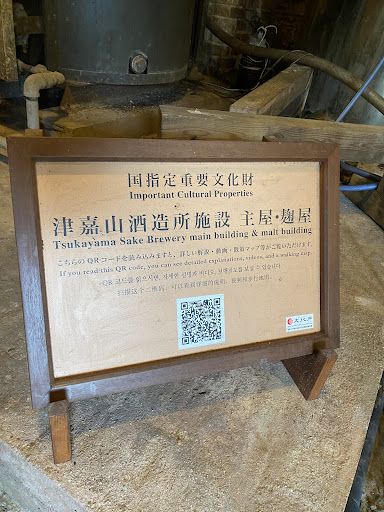 国指定重要文化財
Important Cultural Properties
津嘉山酒造所施設 主屋・麹屋
Tsukayama Sake Brewery main building & malt building
こちらのQRコードを読み込みますと、詳しい解説・動画・散策マップ等がご覧いただけます。
If you read this QR code, you can see detailed explanations, videos, and a walking map.